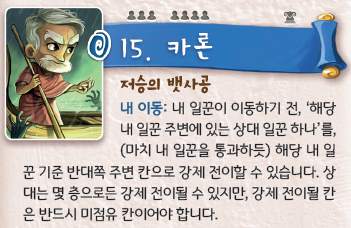 15. 카론
저승의 뱃사공
내 이동: 내 일꾼이 이동하기 전, ‘해당
내 일꾼 주변에 있는 상대 일꾼 하나’를,
(마치 내 일꾼을 통과하듯) 해당 내 일
꾼 기준 반대쪽 주변 칸으로 강제 전이할 수 있습니다. 상
대는 몇 층으로든 강제 전이될 수 있지만, 강제 전이될 칸
은 반드시 미점유 칸이어야 합니다.